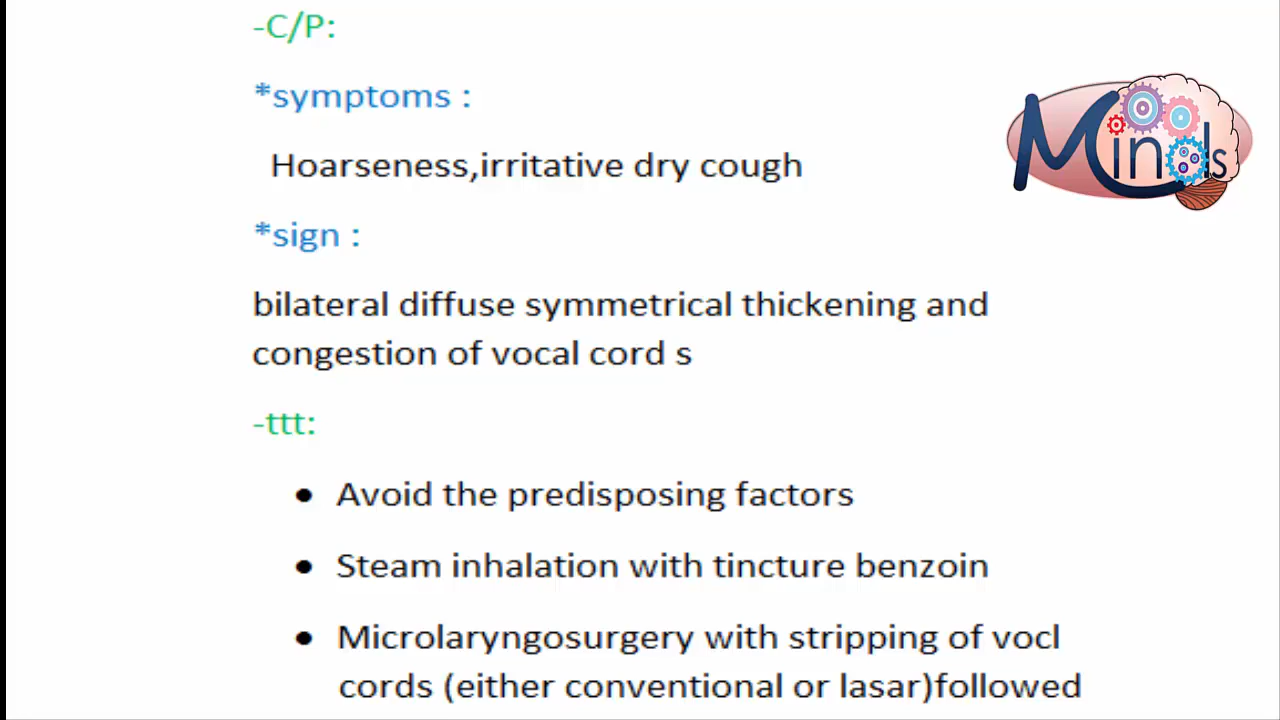 -C/P:
*symptoms :
Hoarseness,irritative dry cough
*sign :
bilateral diffuse symmetrical thickening and
congestion of vocal cord s
-ttt:
• Avoid the predisposing factors
• Steam inhalation with tincture benzoin
• Microlaryngosurgery with stripping of vocl
cords (either conventional or lasar)followed
Minds